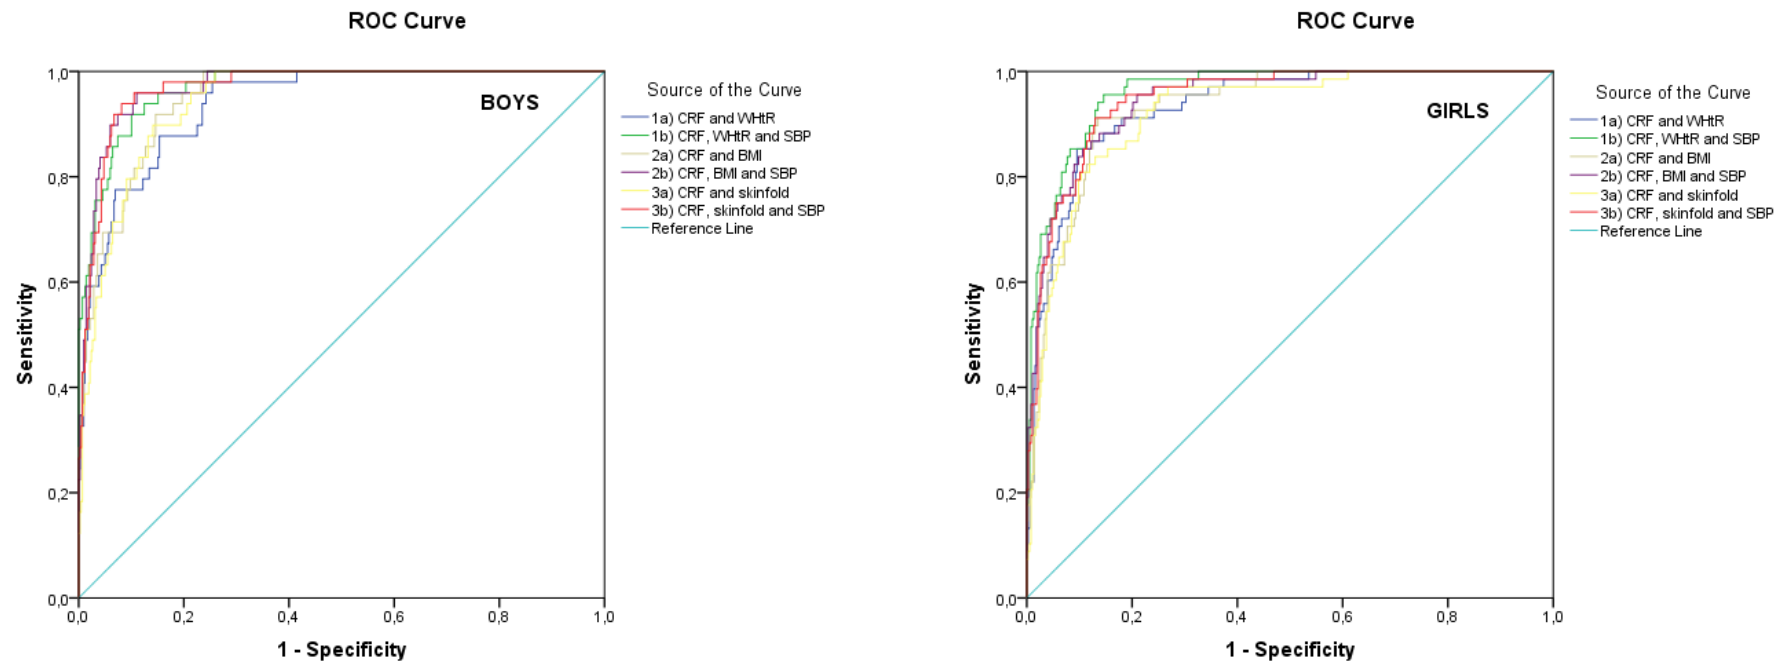 ROC Curve
1,0
0,8
0,6
0,4
0,2
0,0
0,0 0,2 0,4 0,6 0,8 1,0
Sensitivity
1 - Specificity
BOYS
Source of the Curve
1a) CRF and WHtR
1b) CRF, WHtR and SBP
2a) CRF and BMI
2b) CRF, BMI and SBP
3a) CRF and skinfold
3b) CRF, skinfold and SBP
Reference Line
ROC Curve
1,0
0,8
0,6
0,4
0,2
0,0
0,0 0,2 0,4 0,6 0,8 1,0
Sensitivity
1 - Specificity
GIRLS
Source of the Curve
1a) CRF and WHtR
1b) CRF, WHtR and SBP
2a) CRF and BMI
2b) CRF, BMI and SBP
3a) CRF and skinfold
3b) CRF, skinfold and SBP
Reference Line